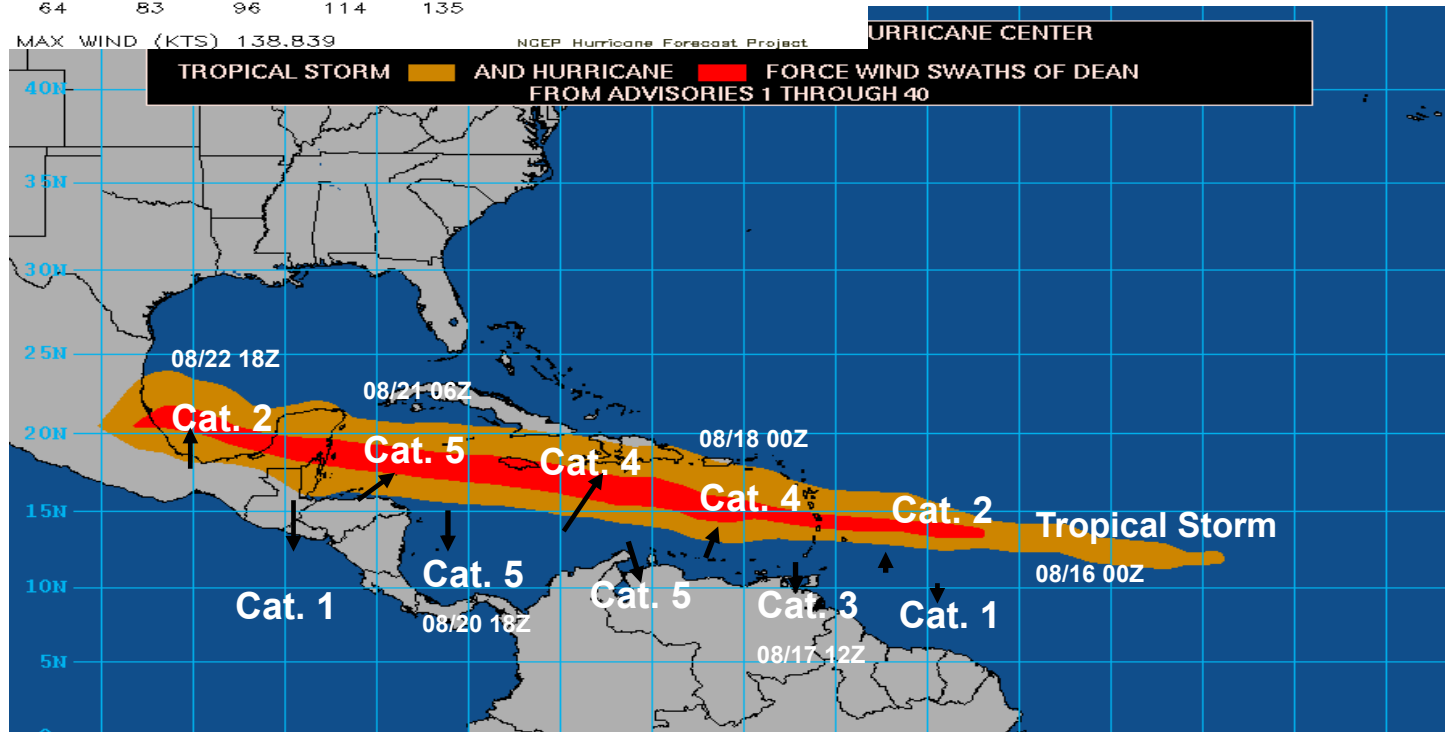 64 83 96 114 135
MAX WIND (KTS) 138.839 NCEP Hurricane Forecast Project
URRICANE CENTER
TROPICAL STORM AND HURRICANE FORCE WIND SWATHS OF DEAN
FROM ADVISORIES 1 THROUGH 40
40N
35N
30N
25N
08/22 18Z
08/21 06Z
Cat. 2
20N
08/18 00Z
Cat. 5
Cat. 4
Cat. 4
Cat. 2
15N
Tropical Storm
08/16 00Z
Cat. 5
10N
Cat. 1
Cat. 5
Cat. 3
Cat. 1
08/20 18Z
08/17 12Z
5N